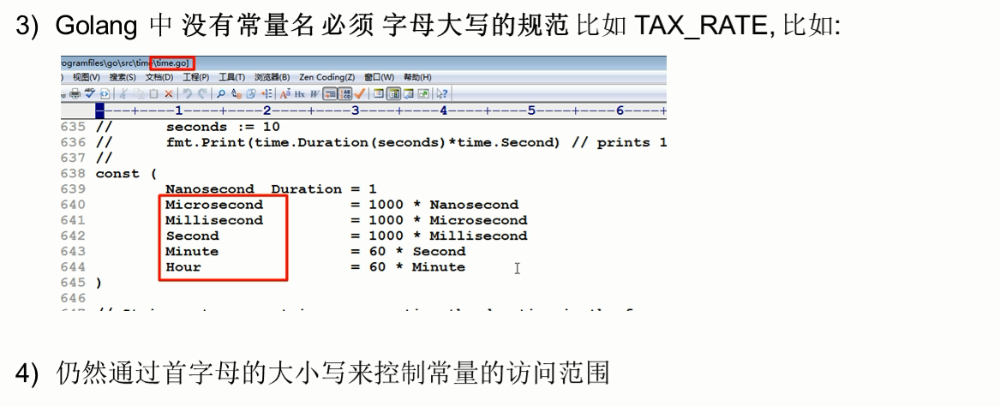 3) Golang 中 没有常量名 必须 字母大写的规范 比如 TAX_RATE, 比如:
ogramfiles\go\src\time\time.go]
) 视图(V) 搜索(S) 文档(D) 工程(P) 工具(T) 浏览器(B) Zen Coding(Z) 窗口(W) 帮助(H)
----+----1----+----2----+----3----+----4----+----5----+----6----+
635 // seconds := 10
636 // fmt.Print(time.Duration(seconds)*time.Second) // prints 1
637 //
638 const (
639 Nanosecond Duration = 1
640 Microsecond = 1000 * Nanosecond
641 Millisecond = 1000 * Microsecond
642 Second = 1000 * Millisecond
643 Minute = 60 * Second
644 Hour = 60 * Minute
645 )
646
4) 仍然通过首字母的大小写来控制常量的访问范围